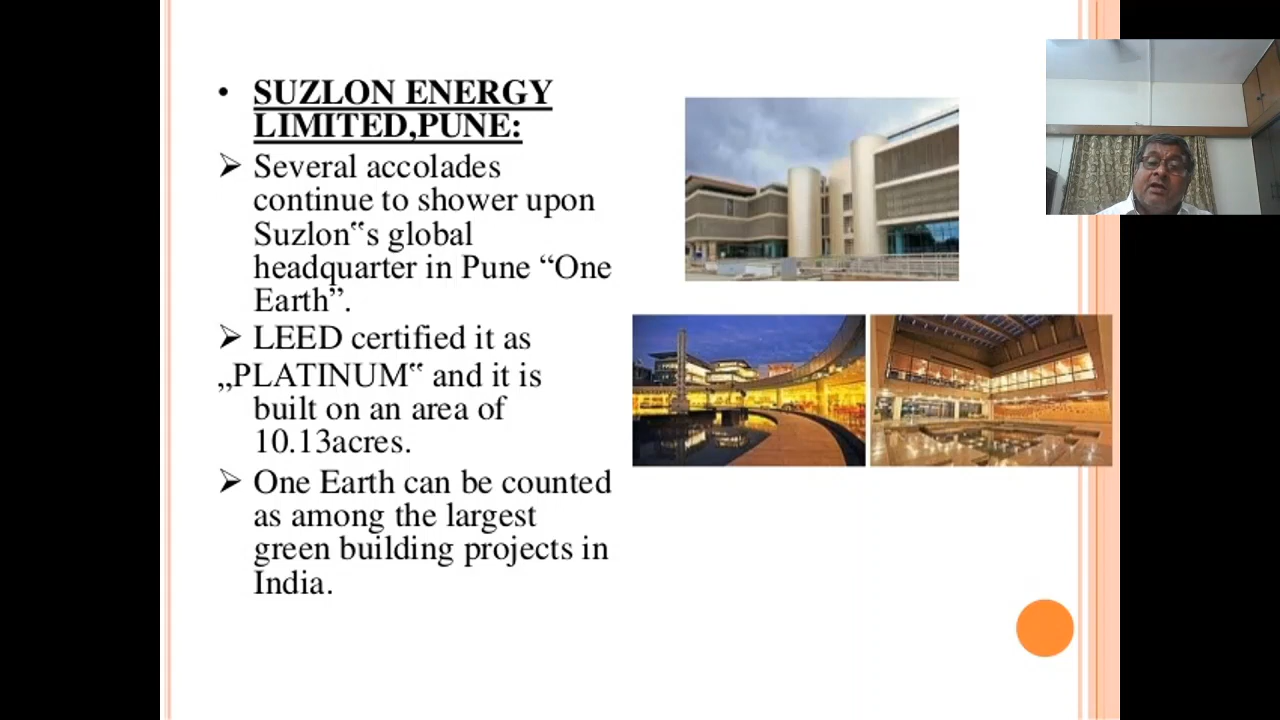 • SUZLON ENERGY
LIMITED,PUNE:
➢ Several accolades
continue to shower upon
Suzlon‟s global
headquarter in Pune “One
Earth”.
➢ LEED certified it as
„PLATINUM‟ and it is
built on an area of
10.13acres.
➢ One Earth can be counted
as among the largest
green building projects in
India.